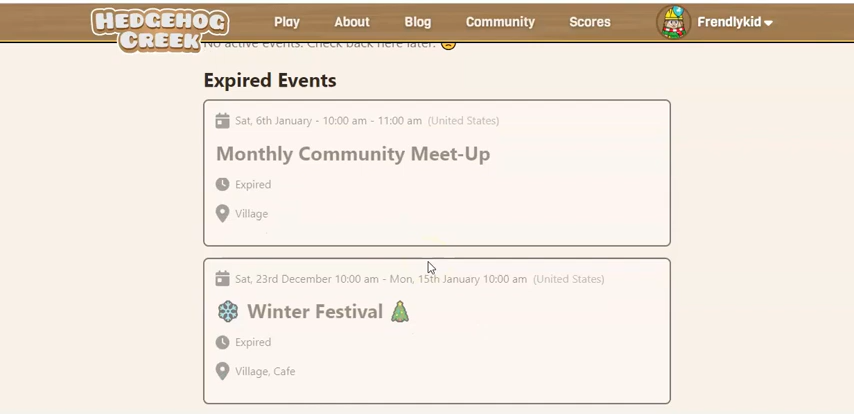 HEDGEHOG
CREEK
Play About Blog Community Scores Frendlykid
No active events. Check back here later.
Expired Events
Sat, 6th January - 10:00 am - 11:00 am (United States)
Monthly Community Meet-Up
Expired
Village
Sat, 23rd December 10:00 am - Mon, 15th January 10:00 am (United States)
Winter Festival
Expired
Village, Cafe